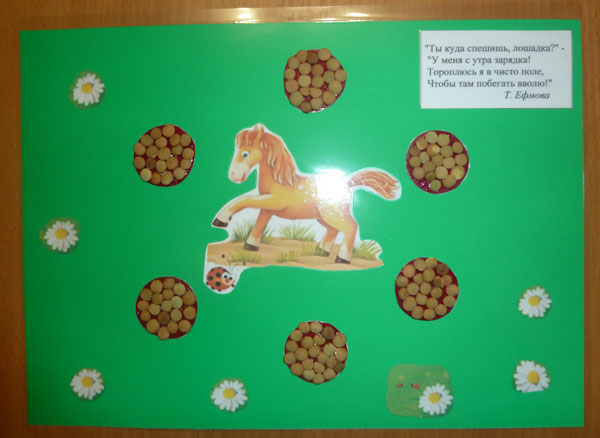 "Ты куда спешишь, лошадка?" -
"У меня с утра зарядка!
Тороплюсь я в чисто поле,
Чтобы там побегать вволю!"
Т. Ефмова